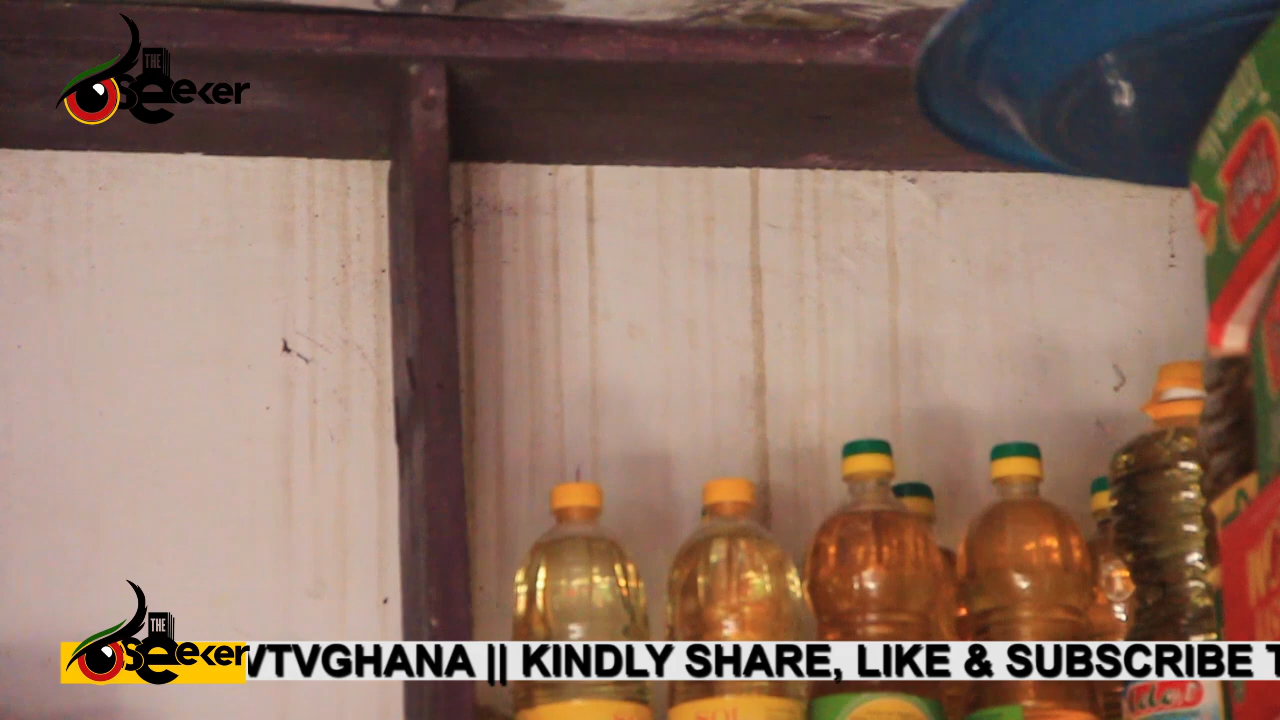 THE
SEeKer
THE
SEeKer
VTVGHANA || KINDLY SHARE, LIKE & SUBSCRIBE T